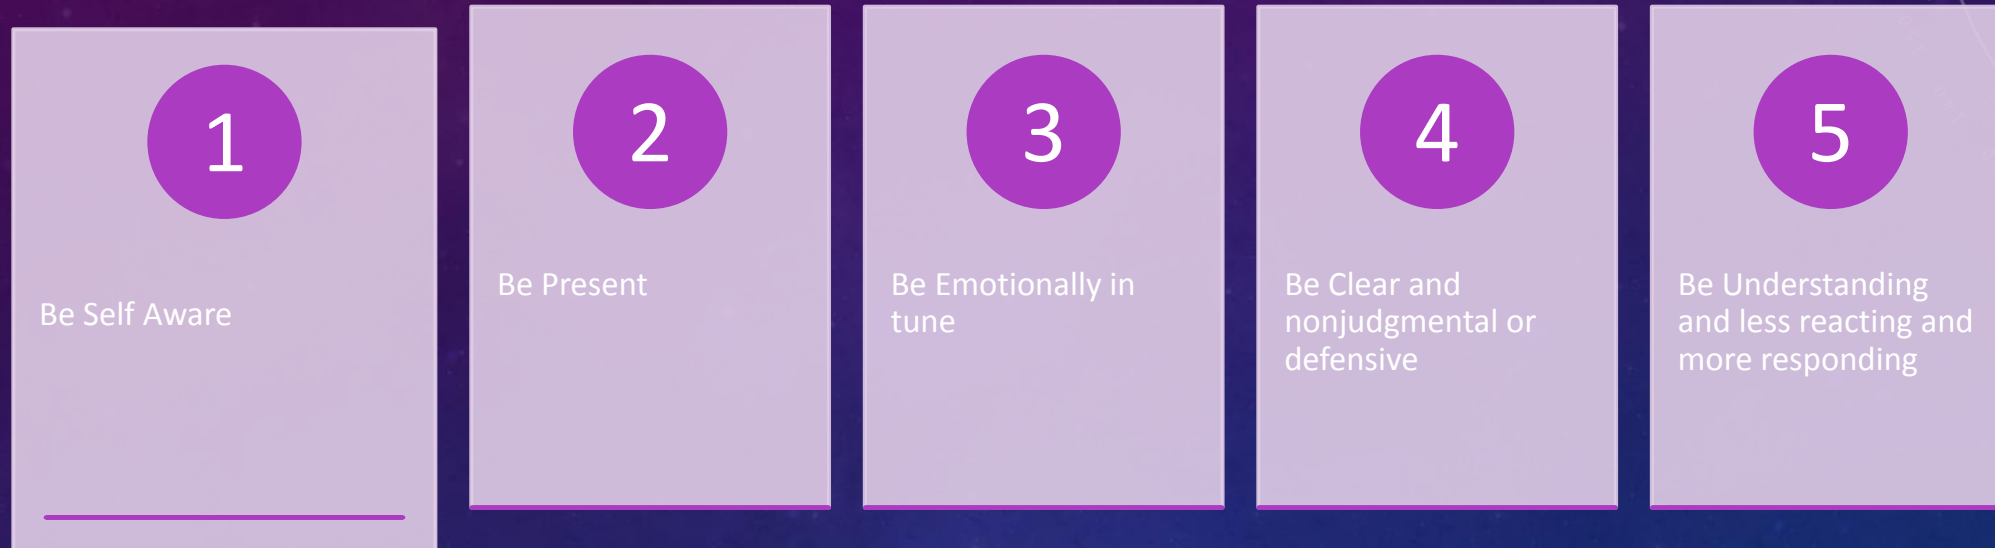 1
Be Self Aware
2
Be Present
3
Be Emotionally in
tune
4
Be Clear and
nonjudgmental or
defensive
5
Be Understanding
and less reacting and
more responding